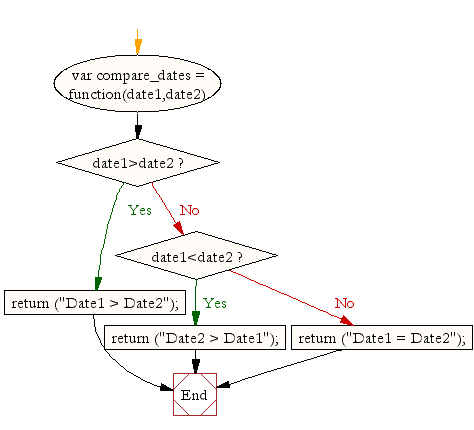 var compare_dates =
function(date1,date2)
date1>date2 ?
Yes
No
date1<date2 ?
return ("Date1 > Date2");
Yes
No
return ("Date2 > Date1");
return ("Date1 = Date2");
End